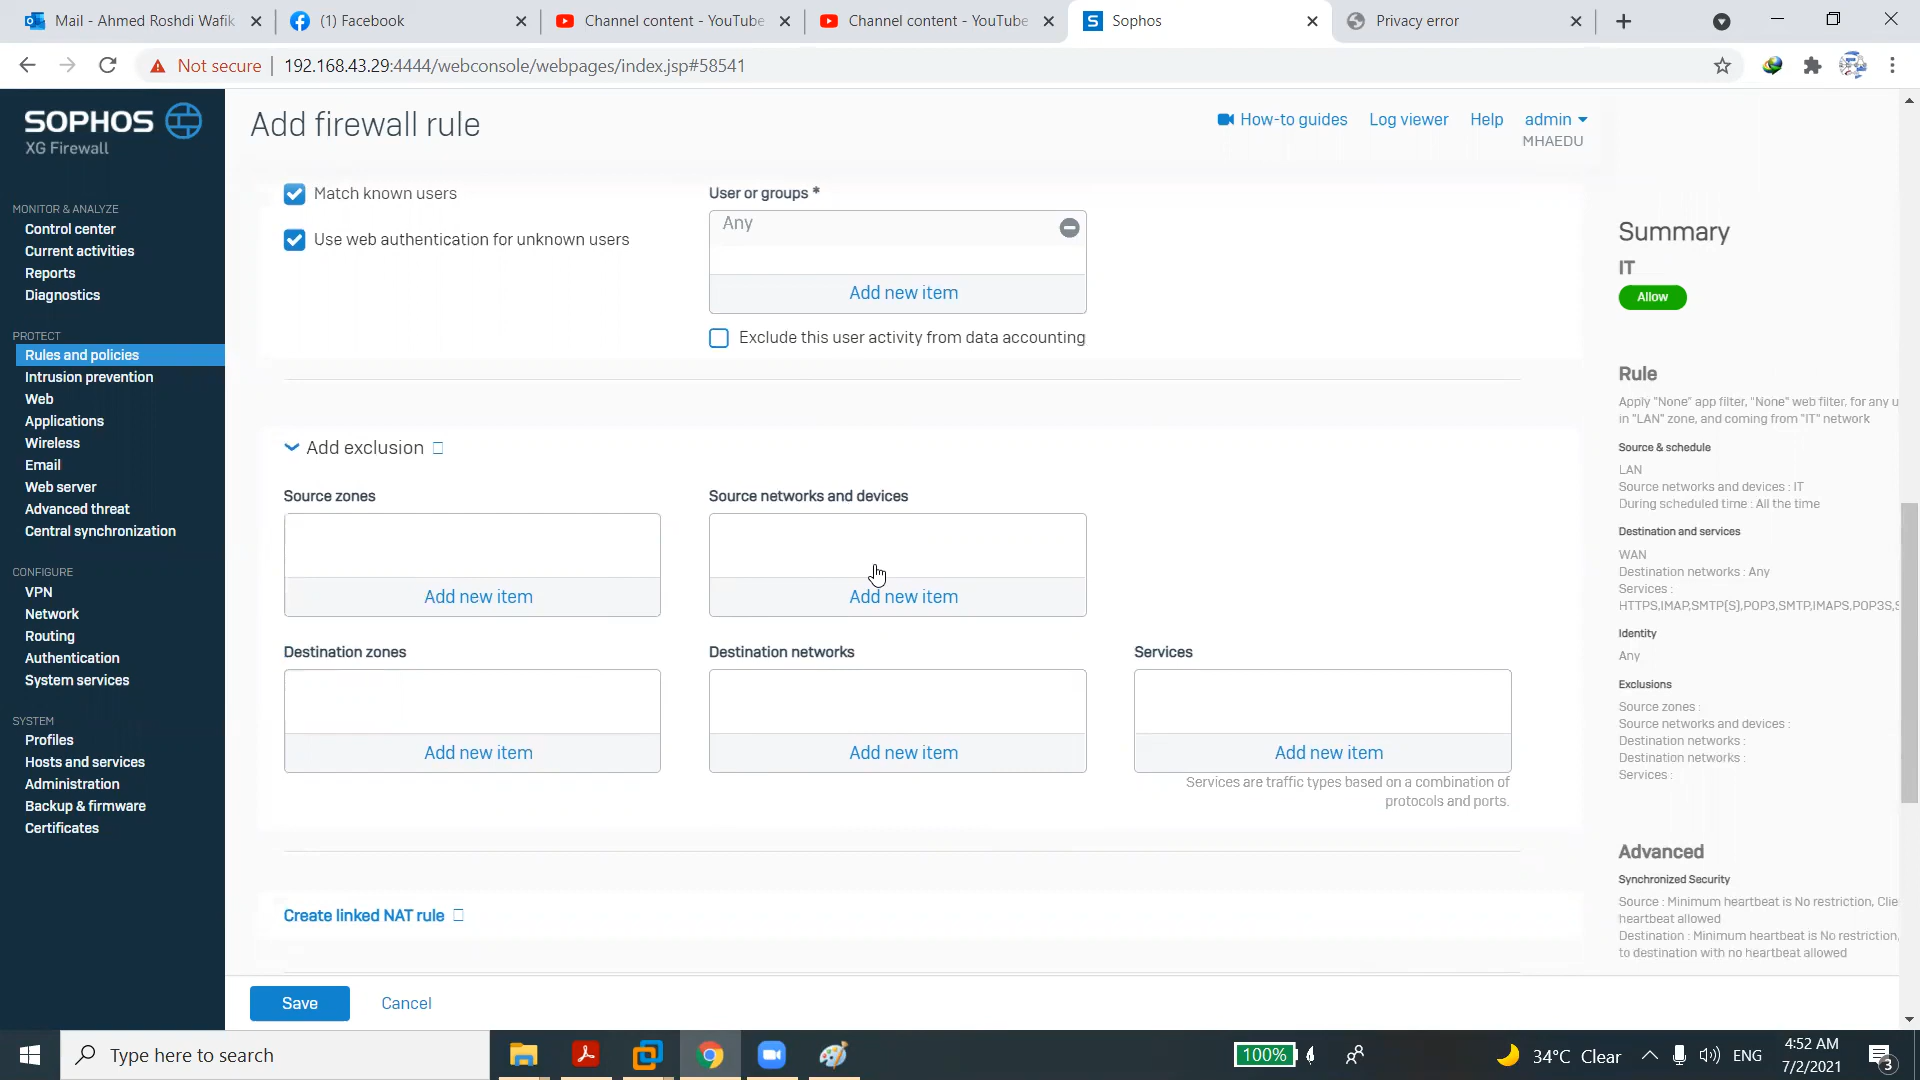 Mail - Ahmed Roshdi Wafik
(1) Facebook
Channel content - YouTube
Channel content - YouTube
Sophos
Privacy error
Not secure
192.168.43.29:4444/webconsole/webpages/index.jsp#58541
SOPHOS
XG Firewall
Add firewall rule
How-to guides
Log viewer
Help
admin
MHAEDU
MONITOR & ANALYZE
Control center
Current activities
Reports
Diagnostics
PROTECT
Rules and policies
Intrusion prevention
Web
Applications
Wireless
Email
Web server
Advanced threat
Central synchronization
CONFIGURE
VPN
Network
Routing
Authentication
System services
SYSTEM
Profiles
Hosts and services
Administration
Backup & firmware
Certificates
Match known users
Use web authentication for unknown users
User or groups *
Any
Add new item
Exclude this user activity from data accounting
Add exclusion
Source zones
Add new item
Source networks and devices
Add new item
Destination zones
Add new item
Destination networks
Add new item
Services
Add new item
Services are traffic types based on a combination of
protocols and ports.
Create linked NAT rule
Save
Cancel
Summary
IT
Allow
Rule
Apply "None" app filter, "None" web filter, for any u
in "LAN" zone, and coming from "IT" network
Source & schedule
LAN
Source networks and devices : IT
During scheduled time : All the time
Destination and services
WAN
Destination networks : Any
Services :
HTTPS,IMAP,SMTP(S),POP3,SMTP,IMAPS,POP3S,S
Identity
Any
Exclusions
Source zones :
Source networks and devices :
Destination networks :
Destination networks :
Services :
Advanced
Synchronized Security
Source : Minimum heartbeat is No restriction, Clie
heartbeat allowed
Destination : Minimum heartbeat is No restriction,
to destination with no heartbeat allowed
Type here to search
100%
34°C Clear
ENG
4:52 AM
7/2/2021
3